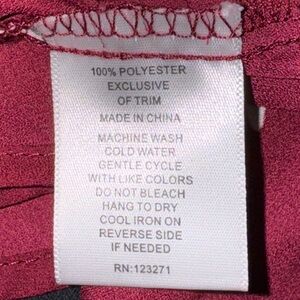 100% POLYESTER
EXCLUSIVE
OF TRIM
MADE IN CHINA
MACHINE WASH
COLD WATER
GENTLE CYCLE
WITH LIKE COLORS
DO NOT BLEACH
HANG TO DRY
COOL IRON ON
REVERSE SIDE
IF NEEDED
RN:123271